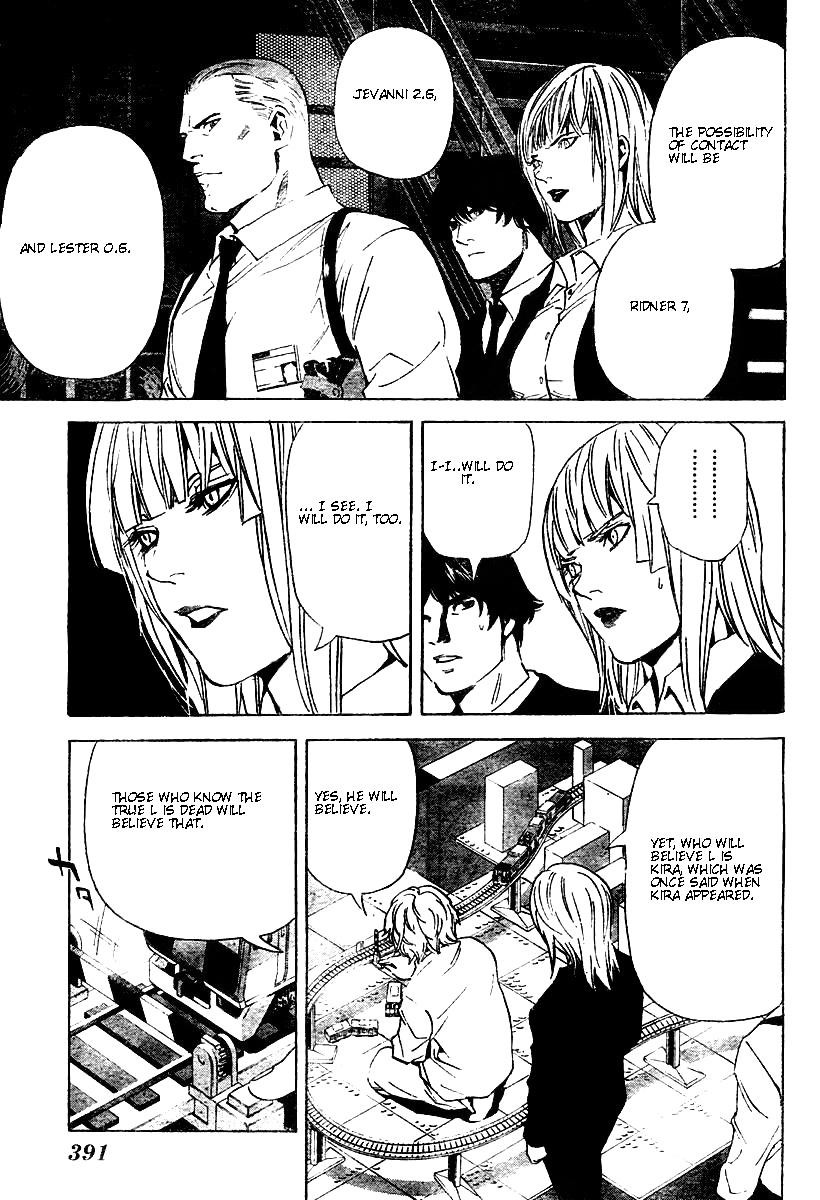 THE POSSIBILITY
OF CONTACT
WILL BE
RIDNER 7,
JEVANNI 2.6,
AND LESTER 0.6.
I-I..WILL DO
IT.
... I SEE. I
WILL DO IT, TOO.
YET, WHO WILL
BELIEVE L IS
KIRA, WHICH WAS
ONCE SAID WHEN
KIRA APPEARED.
YES, HE WILL
BELIEVE.
THOSE WHO KNOW THE
TRUE L IS DEAD WILL
BELIEVE THAT.
391